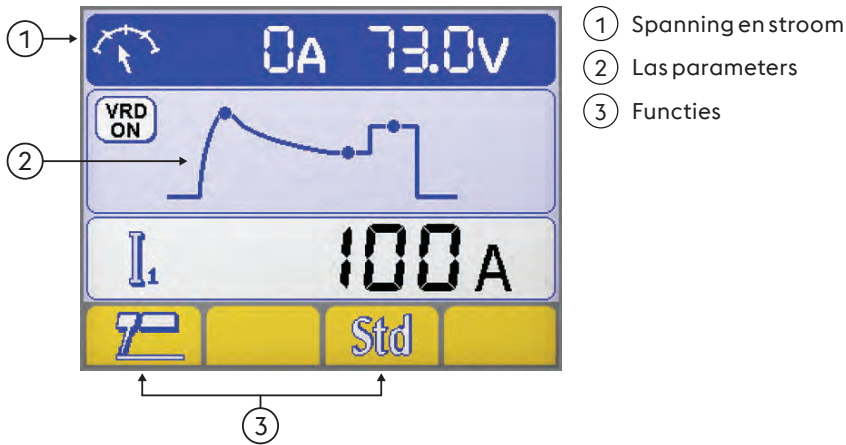 1 0A 73.0V 1 Spanning en stroom
2 Las parameters
VRD
ON
3 Functies
2
I1 100 A
Std
3